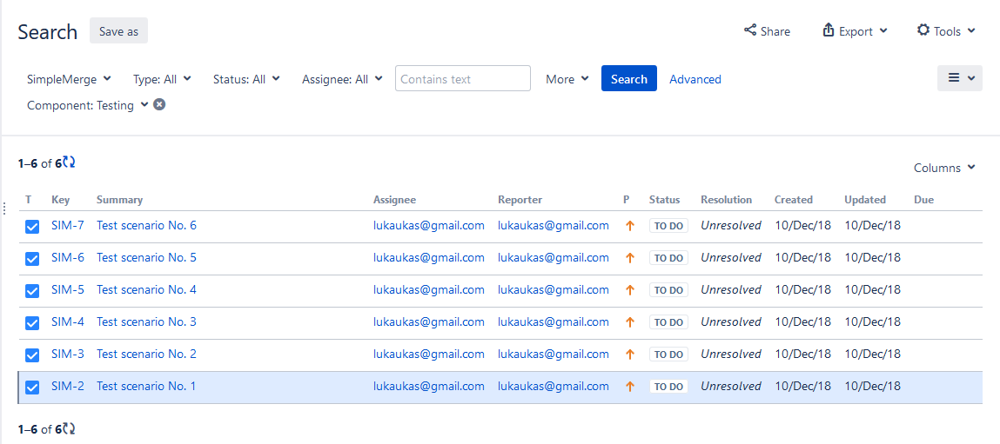 Search Save as Share Export Tools
SimpleMerge Type: All Status: All Assignee: All Contains text More Search Advanced
Component: Testing
1–6 of 6
Columns
T Key Summary Assignee Reporter P Status Resolution Created Updated Due
SIM-7 Test scenario No. 6 lukaukas@gmail.com lukaukas@gmail.com TO DO Unresolved 10/Dec/18 10/Dec/18
SIM-6 Test scenario No. 5 lukaukas@gmail.com lukaukas@gmail.com TO DO Unresolved 10/Dec/18 10/Dec/18
SIM-5 Test scenario No. 4 lukaukas@gmail.com lukaukas@gmail.com TO DO Unresolved 10/Dec/18 10/Dec/18
SIM-4 Test scenario No. 3 lukaukas@gmail.com lukaukas@gmail.com TO DO Unresolved 10/Dec/18 10/Dec/18
SIM-3 Test scenario No. 2 lukaukas@gmail.com lukaukas@gmail.com TO DO Unresolved 10/Dec/18 10/Dec/18
SIM-2 Test scenario No. 1 lukaukas@gmail.com lukaukas@gmail.com TO DO Unresolved 10/Dec/18 10/Dec/18
1–6 of 6